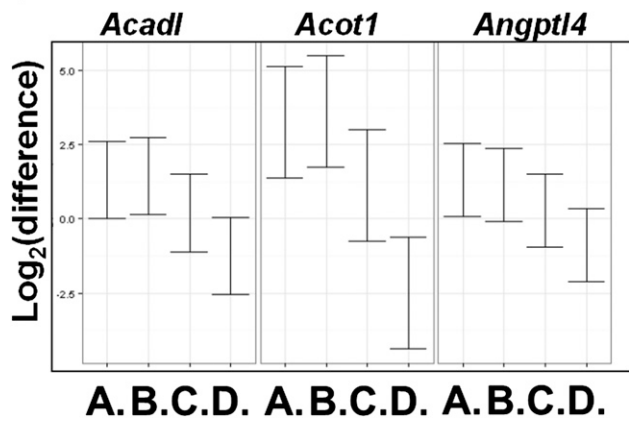 Acadl Acot1 Angptl4
Log2(difference)
5.0
2.5
0.0
-2.5
A. B. C. D. A. B. C. D. A. B. C. D.